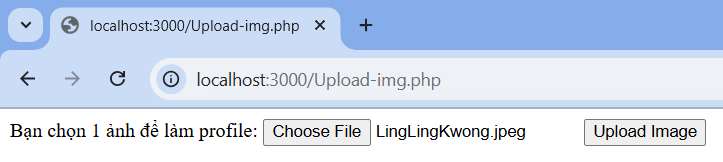 localhost:3000/Upload-img.php
localhost:3000/Upload-img.php
Bạn chọn 1 ảnh để làm profile: Choose File LingLingKwong.jpeg Upload Image